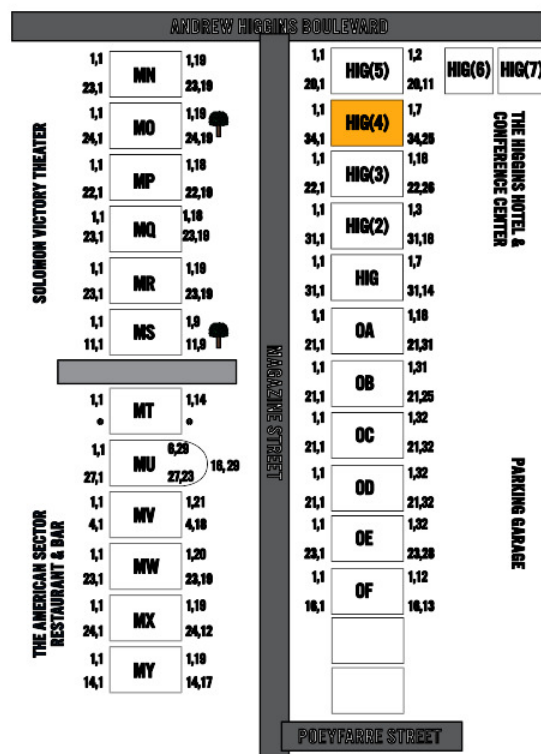 ANDREW HIGGINS BOULEVARD
SOLOMON VICTORY THEATER
1,1 1,19
MN
23,1 23,19
1,1 1,19
MO
24,1 24,19
1,1 1,18
MP
22,1 22,19
1,1 1,18
MQ
23,1 23,19
1,1 1,19
MR
23,1 23,19
1,1 1,9
MS
11,1 11,9
THE AMERICAN SECTOR
RESTAURANT & BAR
1,1 1,14
MT
1,1 6,29
MU 16,29
27,1 27,23
1,1 1,21
MV
4,1 4,18
1,1 1,20
MW
23,1 23,19
1,1 1,19
MX
24,1 24,12
1,1 1,19
MY
14,1 14,17
MAGAZINE STREET
1,1 1,2
HIG(5) HIG(6) HIG(7)
20,1 20,11
1,1 1,7
HIG(4)
34,1 34,25
1,1 1,16
HIG(3)
22,1 22,26
1,1 1,3
HIG(2)
31,1 31,16
1,1 1,7
HIG
31,1 31,14
1,1 1,18
OA
21,1 21,31
1,1 1,31
OB
21,1 21,25
1,1 1,32
OC
21,1 21,32
1,1 1,32
OD
21,1 21,32
1,1 1,32
OE
23,1 23,28
1,1 1,12
OF
16,1 16,13
THE HIGGINS HOTEL &
CONFERENCE CENTER
PARKING GARAGE
POEYFARRE STREET